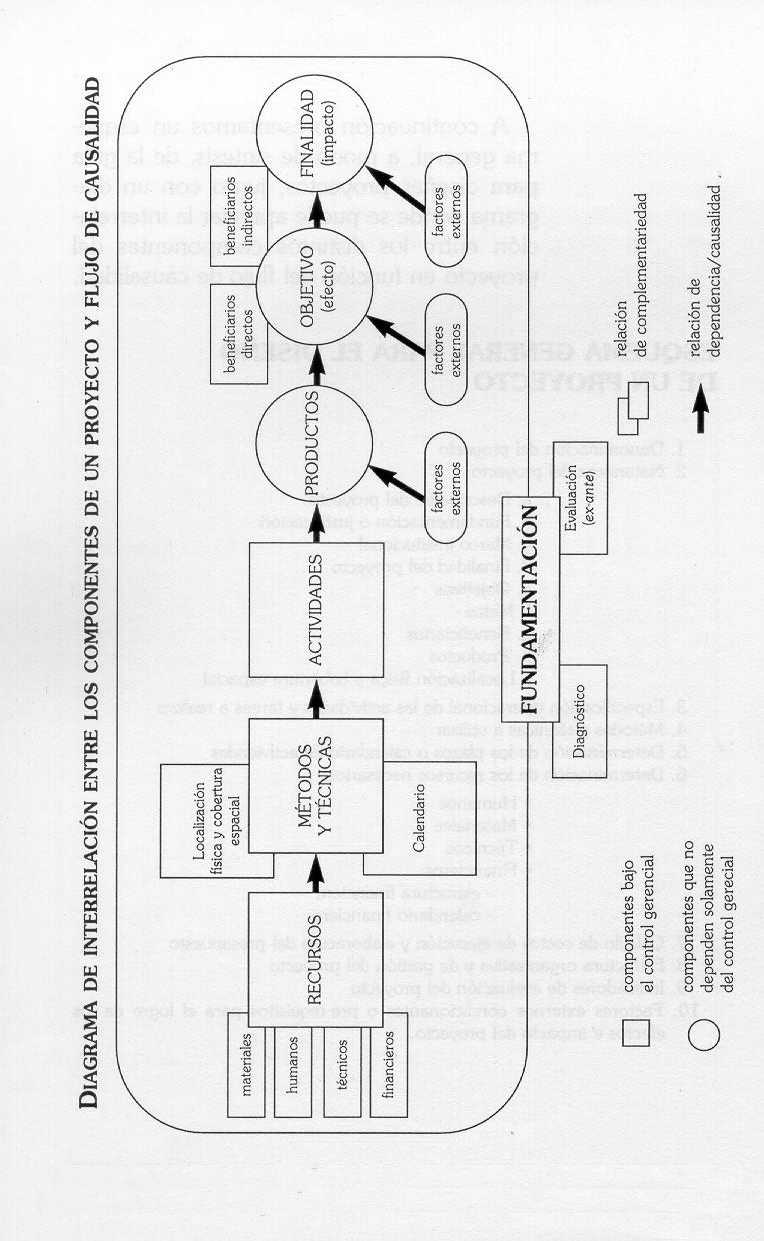 DIAGRAMA DE INTERRELACIÓN ENTRE LOS COMPONENTES DE UN PROYECTO Y FLUJO DE CAUSALIDAD
materiales
humanos
técnicos
financieros
RECURSOS
Localización
física y cobertura
espacial
MÉTODOS
Y TÉCNICAS
Calendario
ACTIVIDADES
PRODUCTOS
beneficiarios
directos
OBJETIVO
(efecto)
beneficiarios
indirectos
FINALIDAD
(impacto)
factores
externos
factores
externos
factores
externos
FUNDAMENTACIÓN
Diagnóstico
Evaluación
(ex-ante)
componentes bajo
el control gerencial
componentes que no
dependen solamente
del control gerecial
relación
de complementariedad
relación de
dependencia/causalidad